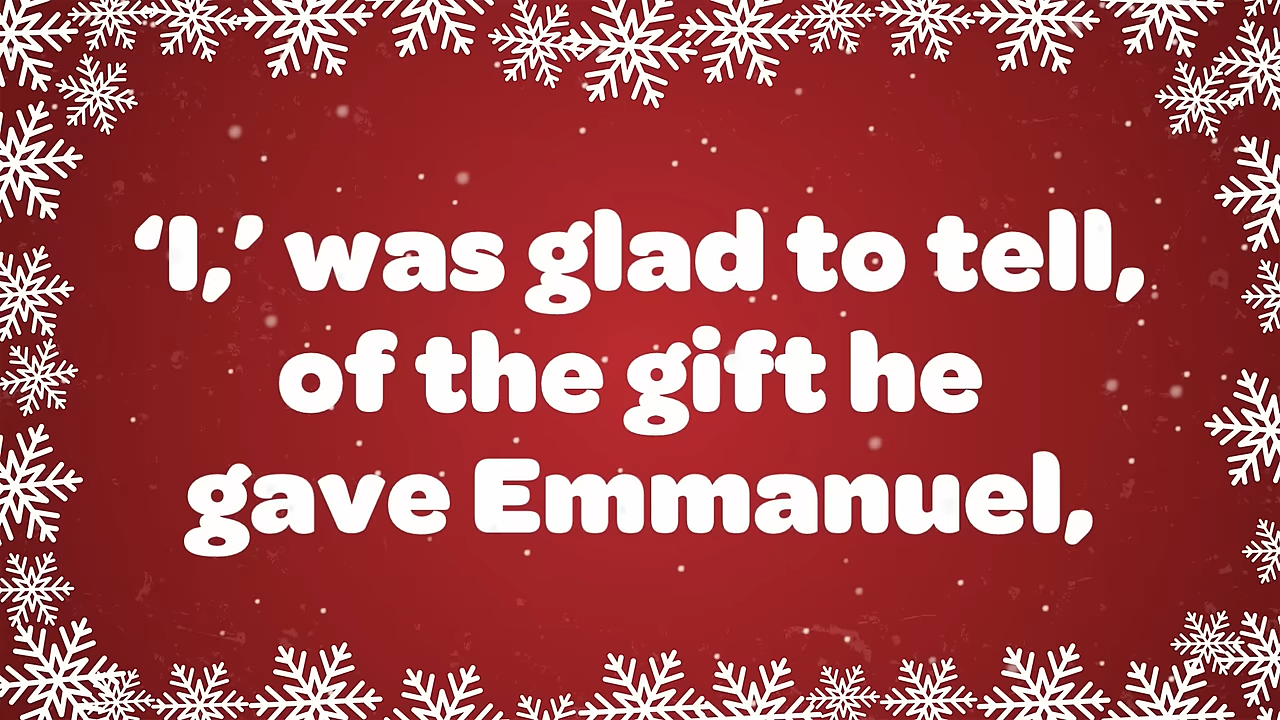 ‘I,’ was glad to tell,
of the gift he
gave Emmanuel,